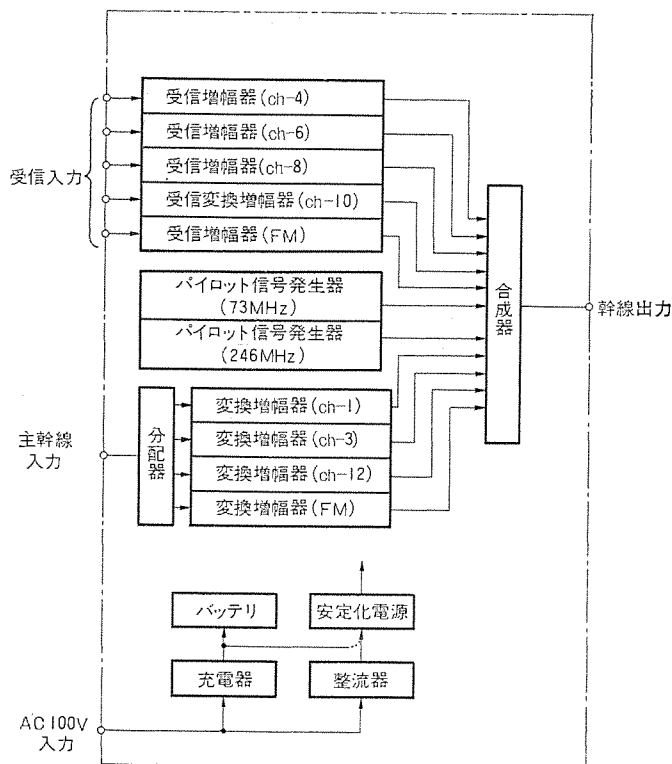 受信入力
受信増幅器(ch-4)
受信増幅器(ch-6)
受信増幅器(ch-8)
受信変換増幅器(ch-10)
受信増幅器(FM)
パイロット信号発生器
(73MHz)
パイロット信号発生器
(246MHz)
合成器
幹線出力
主幹線
入力
分配器
変換増幅器(ch-1)
変換増幅器(ch-3)
変換増幅器(ch-12)
変換増幅器(FM)
バッテリ
安定化電源
充電器
整流器
AC100V
入力